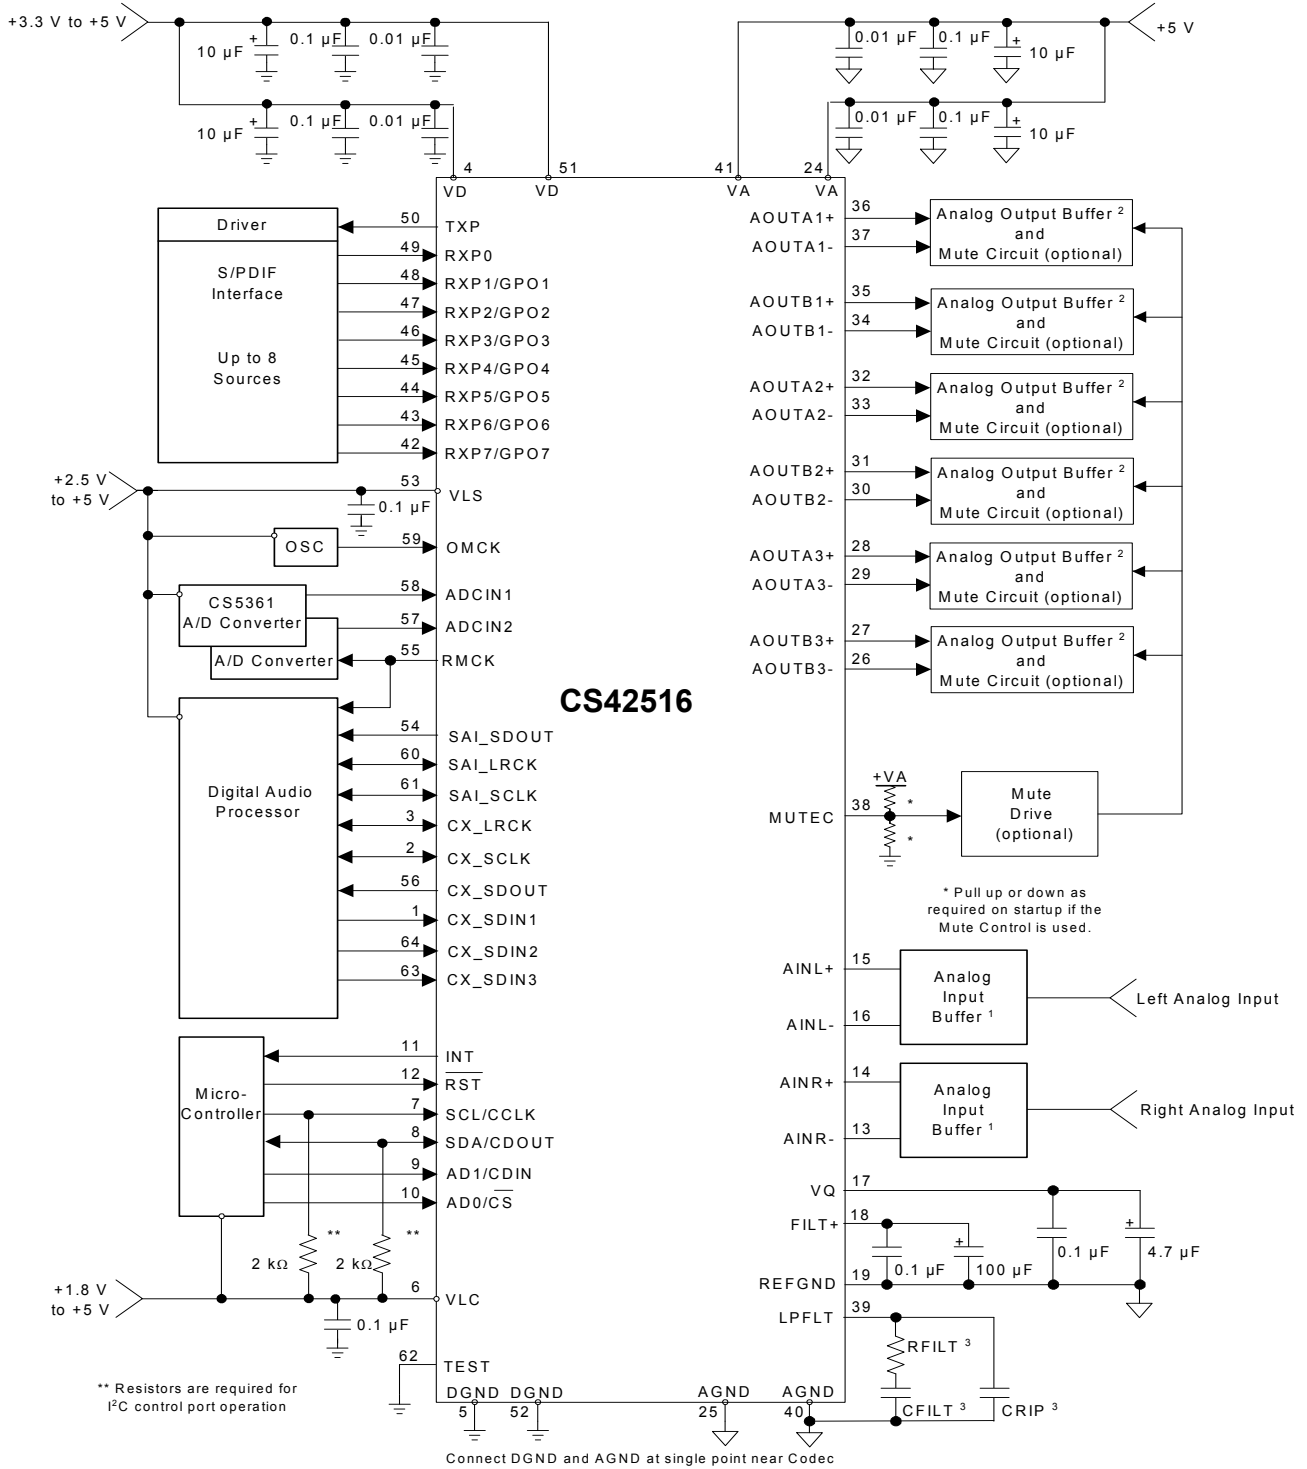 +3.3 V to +5 V
10 µF
+
0.1 µF
0.01 µF
10 µF
+
0.1 µF
0.01 µF
+5 V
0.01 µF
0.1 µF
+
10 µF
0.01 µF
0.1 µF
+
10 µF
4
51
41
24
VD
VD
VA
VA
Driver
S/PDIF
Interface
Up to 8
Sources
50
TXP
49
RXP0
48
RXP1/GPO1
47
RXP2/GPO2
46
RXP3/GPO3
45
RXP4/GPO4
44
RXP5/GPO5
43
RXP6/GPO6
42
RXP7/GPO7
+2.5 V
to +5 V
53
VLS
0.1 µF
OSC
59
OMCK
CS5361
A/D Converter
58
ADCIN1
57
ADCIN2
A/D Converter
55
RMCK
CS42516
Digital Audio
Processor
54
SAI_SDOUT
60
SAI_LRCK
61
SAI_SCLK
3
CX_LRCK
2
CX_SCLK
56
CX_SDOUT
1
CX_SDIN1
64
CX_SDIN2
63
CX_SDIN3
Micro-
Controller
11
INT
12
RST
7
SCL/CCLK
8
SDA/CDOUT
9
AD1/CDIN
10
AD0/CS
**
2 kΩ
**
2 kΩ
+1.8 V
to +5 V
6
VLC
0.1 µF
62
TEST
** Resistors are required for
I²C control port operation
DGND
DGND
AGND
AGND
5
52
25
40
Connect DGND and AGND at single point near Codec
AOUTA1+
36
AOUTA1-
37
Analog Output Buffer ²
and
Mute Circuit (optional)
AOUTB1+
35
AOUTB1-
34
Analog Output Buffer ²
and
Mute Circuit (optional)
AOUTA2+
32
AOUTA2-
33
Analog Output Buffer ²
and
Mute Circuit (optional)
AOUTB2+
31
AOUTB2-
30
Analog Output Buffer ²
and
Mute Circuit (optional)
AOUTA3+
28
AOUTA3-
29
Analog Output Buffer ²
and
Mute Circuit (optional)
AOUTB3+
27
AOUTB3-
26
Analog Output Buffer ²
and
Mute Circuit (optional)
MUTEC
38
+VA
*
*
Mute
Drive
(optional)
* Pull up or down as
required on startup if the
Mute Control is used.
AINL+
15
AINL-
16
Analog
Input
Buffer ¹
Left Analog Input
AINR+
14
AINR-
13
Analog
Input
Buffer ¹
Right Analog Input
VQ
17
FILT+
18
0.1 µF
+
100 µF
0.1 µF
+
4.7 µF
REFGND
19
LPFLT
39
RFILT ³
CFILT ³
CRIP ³